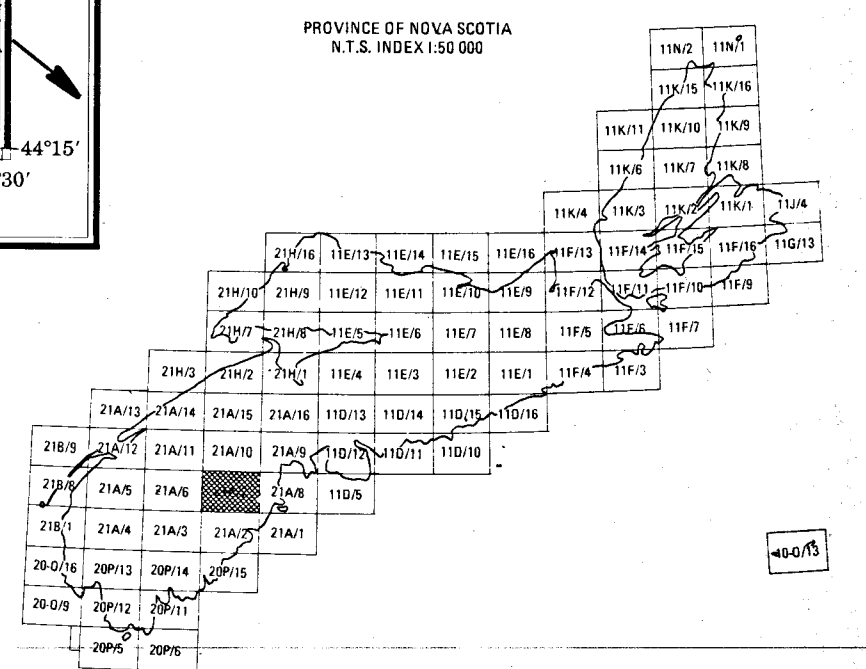 PROVINCE OF NOVA SCOTIA
N.T.S. INDEX 1:50 000
44°15′
30′
11N/2 11N/1
11K/15 11K/16
11K/11 11K/10 11K/9
11K/6 11K/7 11K/8
11K/4 11K/3 11K/2 11K/1 11J/4
21H/16 11E/13 11E/14 11E/15 11E/16 11F/13 11F/14 11F/15 11F/16 11G/13
21H/10 21H/9 11E/12 11E/11 11E/10 11E/9 11F/12 11F/11 11F/10 11F/9
21H/7 21H/8 11E/5 11E/6 11E/7 11E/8 11F/5 11F/6 11F/7
21H/3 21H/2 21H/1 11E/4 11E/3 11E/2 11E/1 11F/4 11F/3
21A/13 21A/14 21A/15 21A/16 11D/13 11D/14 11D/15 11D/16
21B/9 21A/12 21A/11 21A/10 21A/9 11D/12 11D/11 11D/10
21B/8 21A/5 21A/6 21A/8 11D/5
21B/1 21A/4 21A/3 21A/2 21A/1
20-O/16 20P/13 20P/14 20P/15
20-O/9 20P/12 20P/11
20P/5 20P/6